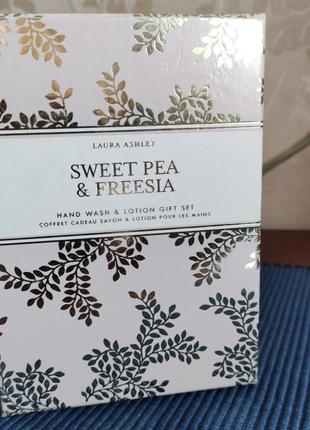 LAURA ASHLEY
SWEET PEA
& FREESIA
HAND WASH & LOTION GIFT SET
COFFRET CADEAU SAVON & LOTION POUR LES MAINS